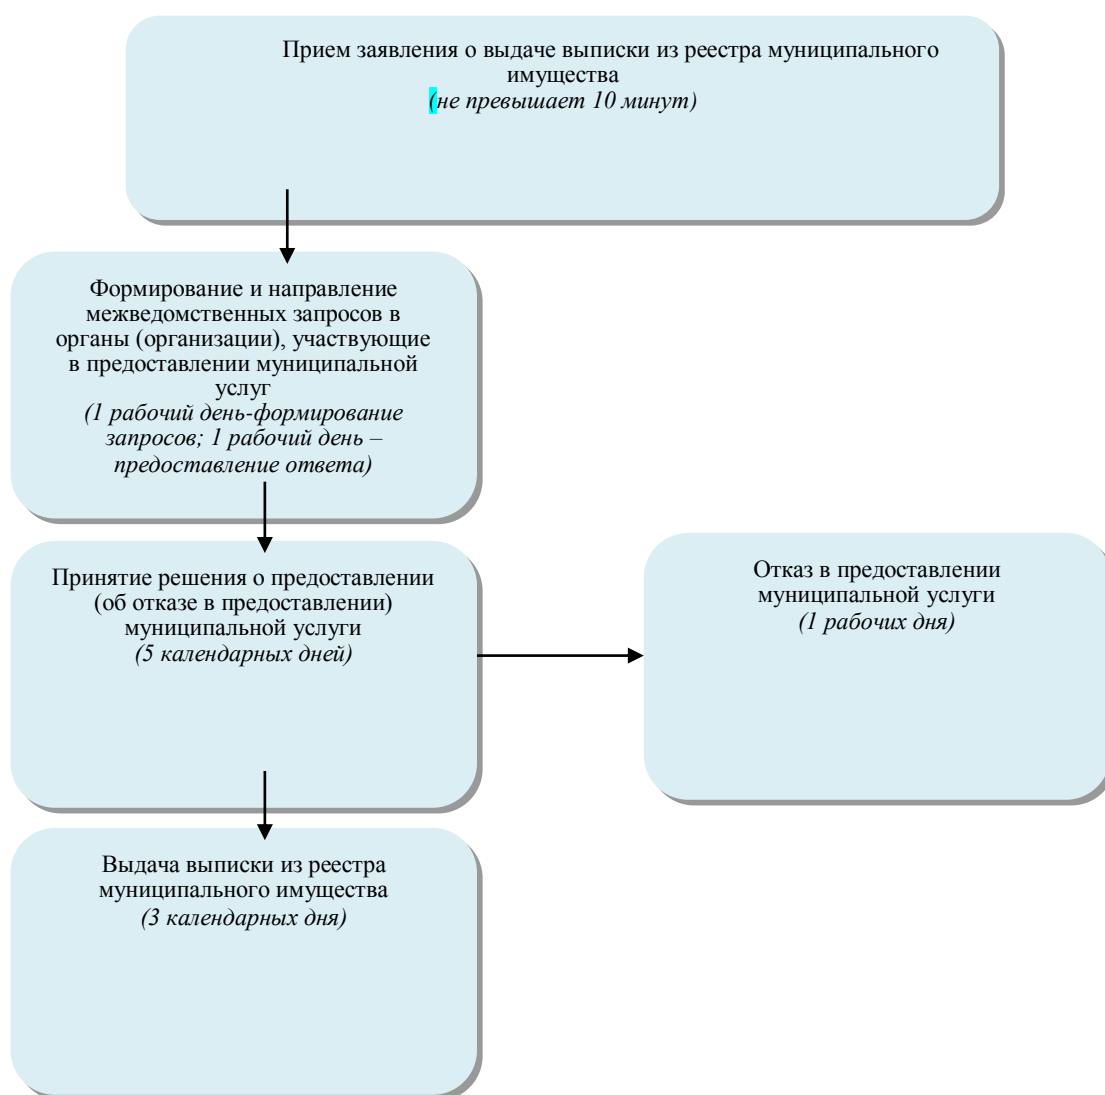 Прием заявления о выдаче выписки из реестра муниципального
имущества
(не превышает 10 минут)
Формирование и направление
межведомственных запросов в
органы (организации), участвующие
в предоставлении муниципальной
услуг
(1 рабочий день-формирование
запросов; 1 рабочий день –
предоставление ответа)
Принятие решения о предоставлении
(об отказе в предоставлении)
муниципальной услуги
(5 календарных дней)
Отказ в предоставлении
муниципальной услуги
(1 рабочих дня)
Выдача выписки из реестра
муниципального имущества
(3 календарных дня)